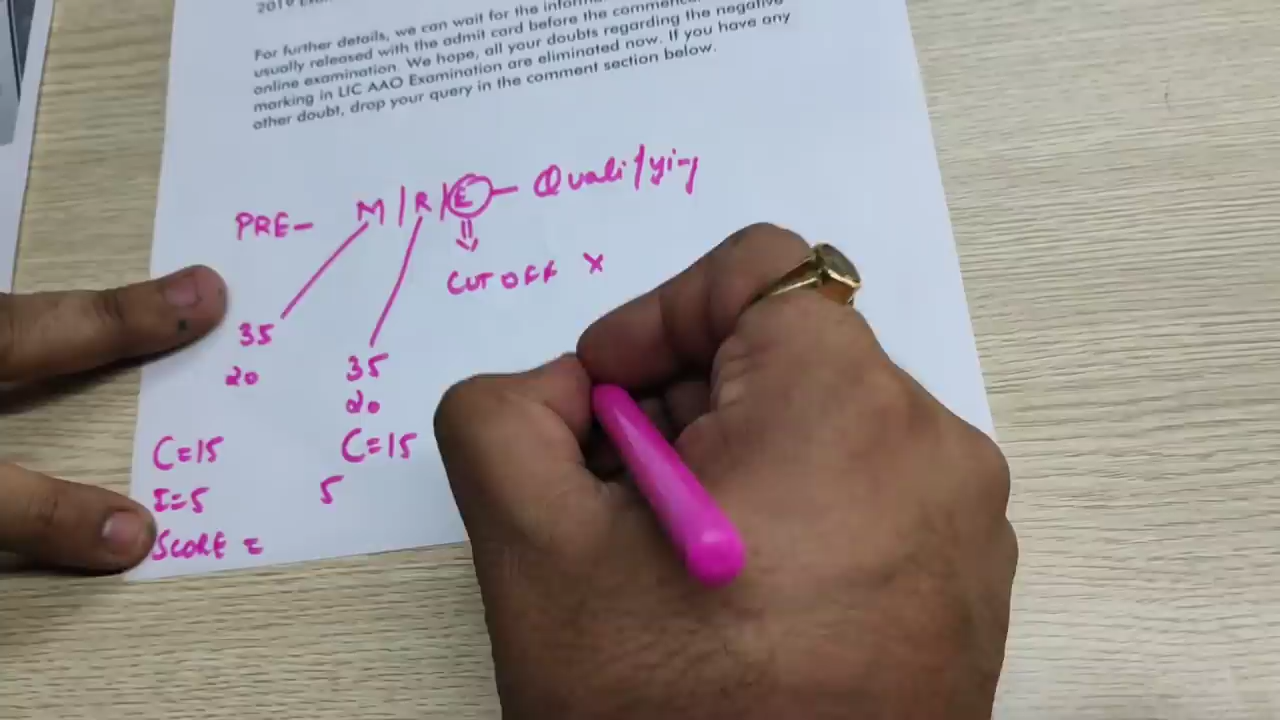 2019
For further details, we can wait for the
usually released with the admit card before the
online examination. We hope, all your doubts regarding the negative
marking in LIC AAO Examination are eliminated now. If you have any
other doubt, drop your query in the comment section below.
PRE- M/R/E - Qualifying
CUT OFF X
35
20
35
20
C=15
C=15
I=5
5
SCORE =